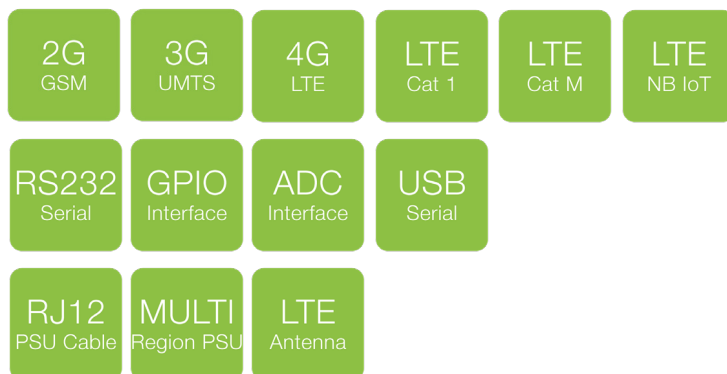 2G
GSM
3G
UMTS
4G
LTE
LTE
Cat 1
LTE
Cat M
LTE
NB IoT
RS232
Serial
GPIO
Interface
ADC
Interface
USB
Serial
RJ12
PSU Cable
MULTI
Region PSU
LTE
Antenna